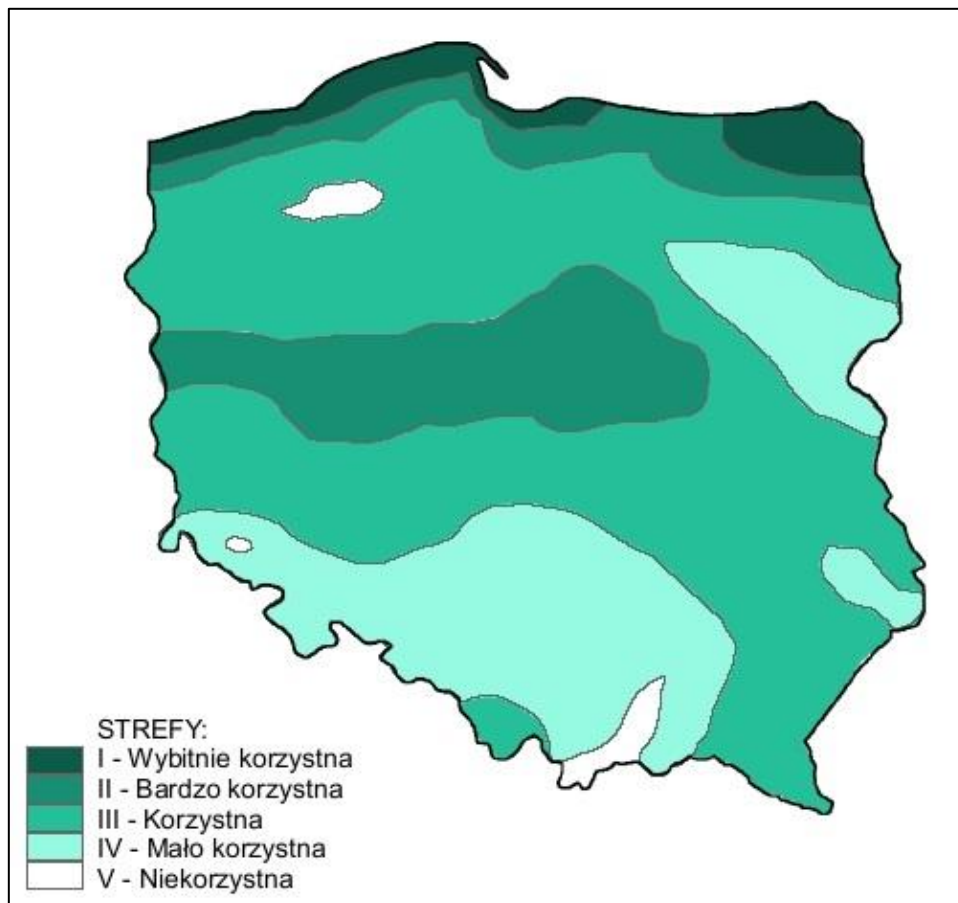 STREFY:
I - Wybitnie korzystna
II - Bardzo korzystna
III - Korzystna
IV - Mało korzystna
V - Niekorzystna